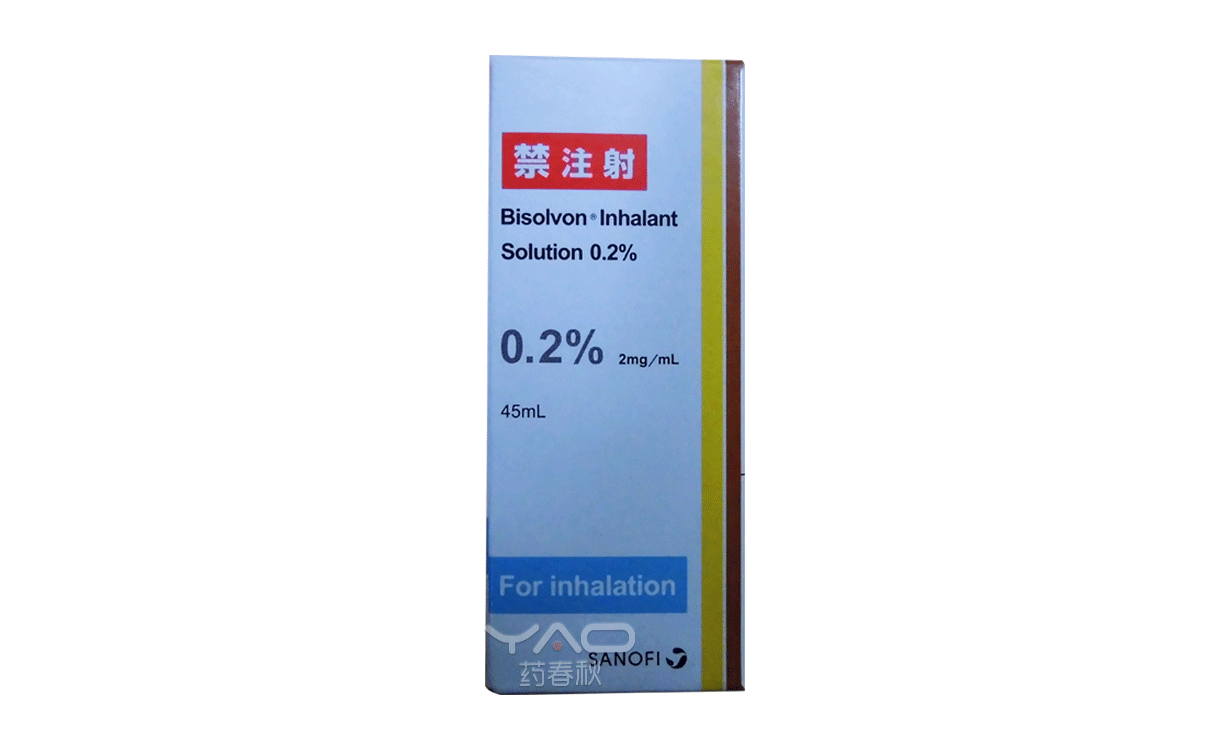 禁注射
Bisolvon® Inhalant
Solution 0.2%
0.2% 2mg/mL
45mL
For inhalation
YAO
药春秋
SANOFI